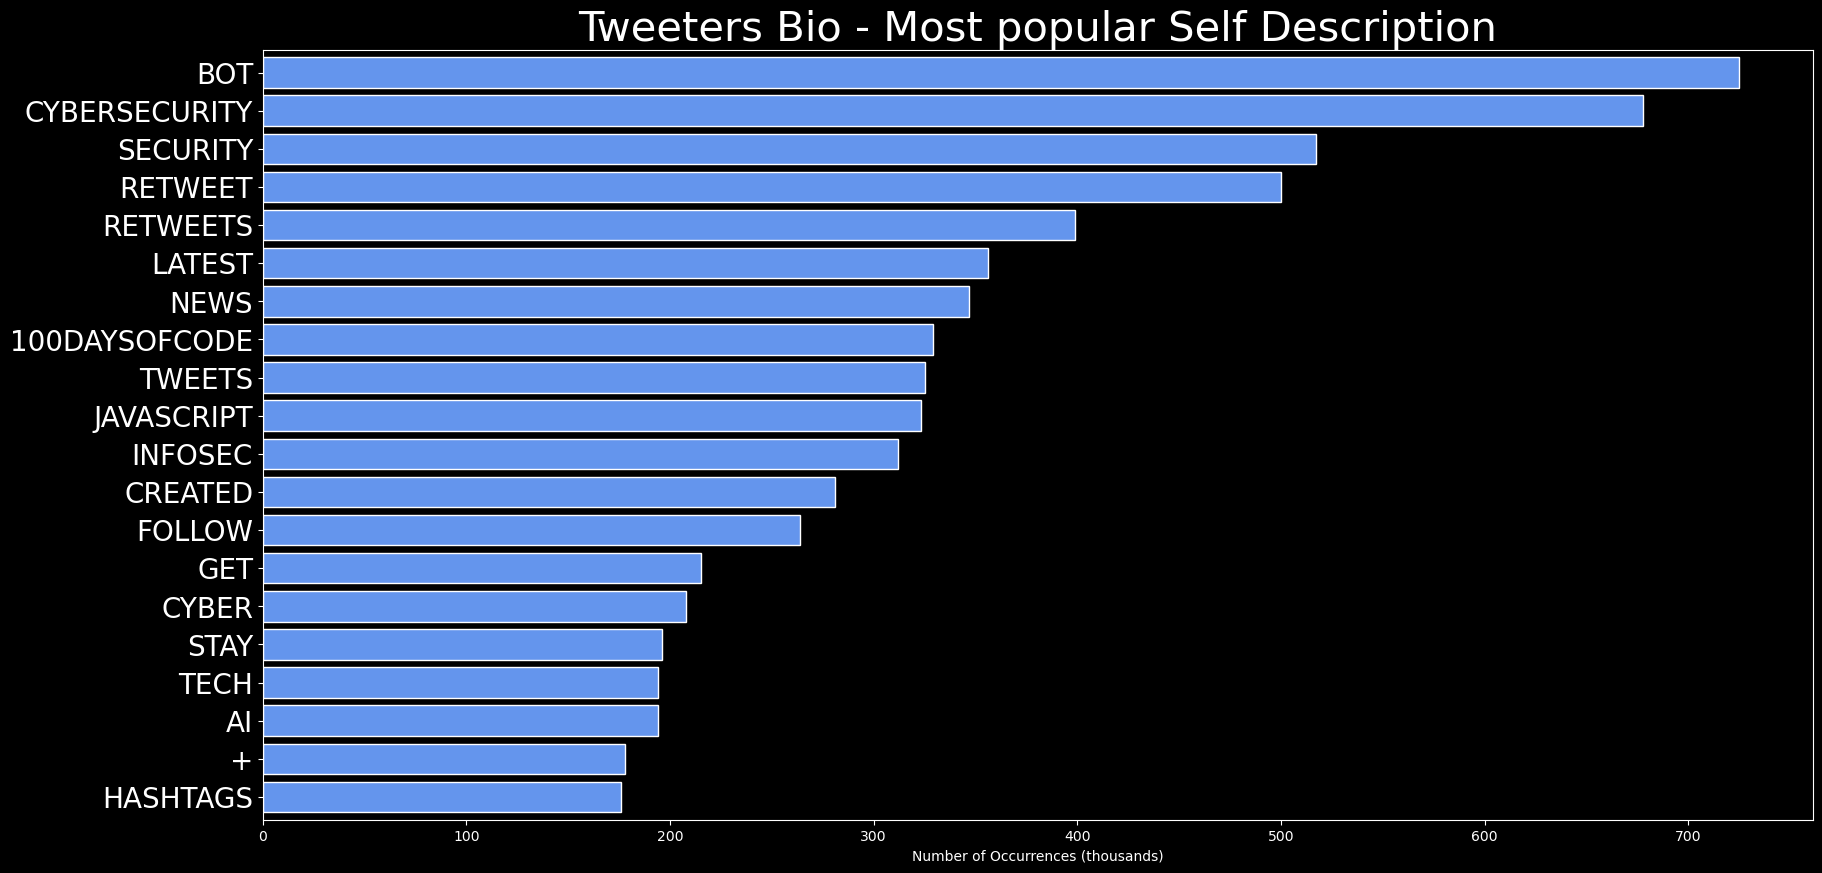 Tweeters Bio - Most popular Self Description
BOT
CYBERSECURITY
SECURITY
RETWEET
RETWEETS
LATEST
NEWS
100DAYSOFCODE
TWEETS
JAVASCRIPT
INFOSEC
CREATED
FOLLOW
GET
CYBER
STAY
TECH
AI
+
HASHTAGS
0 100 200 300 400 500 600 700
Number of Occurrences (thousands)